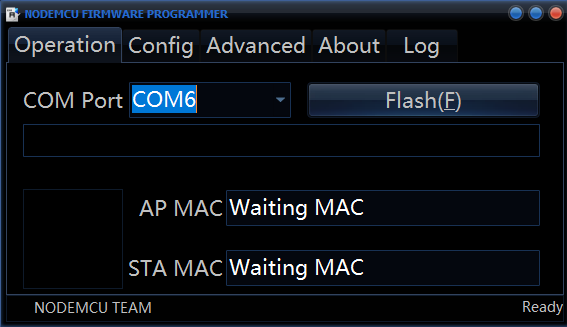 NODEMCU FIRMWARE PROGRAMMER
Operation Config Advanced About Log
COM Port COM6 Flash(F)
AP MAC Waiting MAC
STA MAC Waiting MAC
NODEMCU TEAM Ready